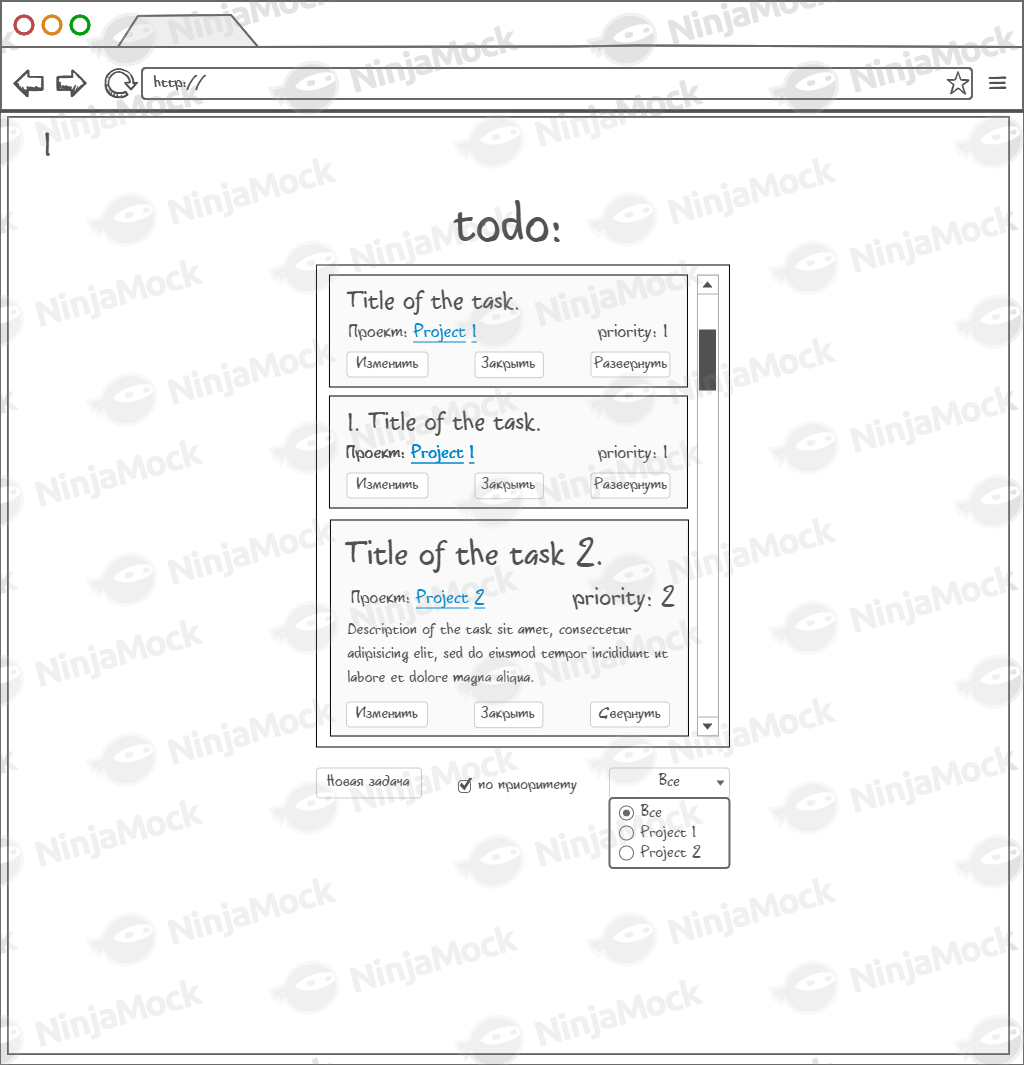 http://
1
todo:
Title of the task.
Проект: Project 1 priority: 1
Изменить Закрыть Развернуть
1. Title of the task.
Проект: Project 1 priority: 1
Изменить Закрыть Развернуть
Title of the task 2.
Проект: Project 2 priority: 2
Description of the task sit amet, consectetur
adipisicing elit, sed do eiusmod tempor incididunt ut
labore et dolore magna aliqua.
Изменить Закрыть Свернуть
Новая задача по приоритету Все
Все
Project 1
Project 2
NinjaMock